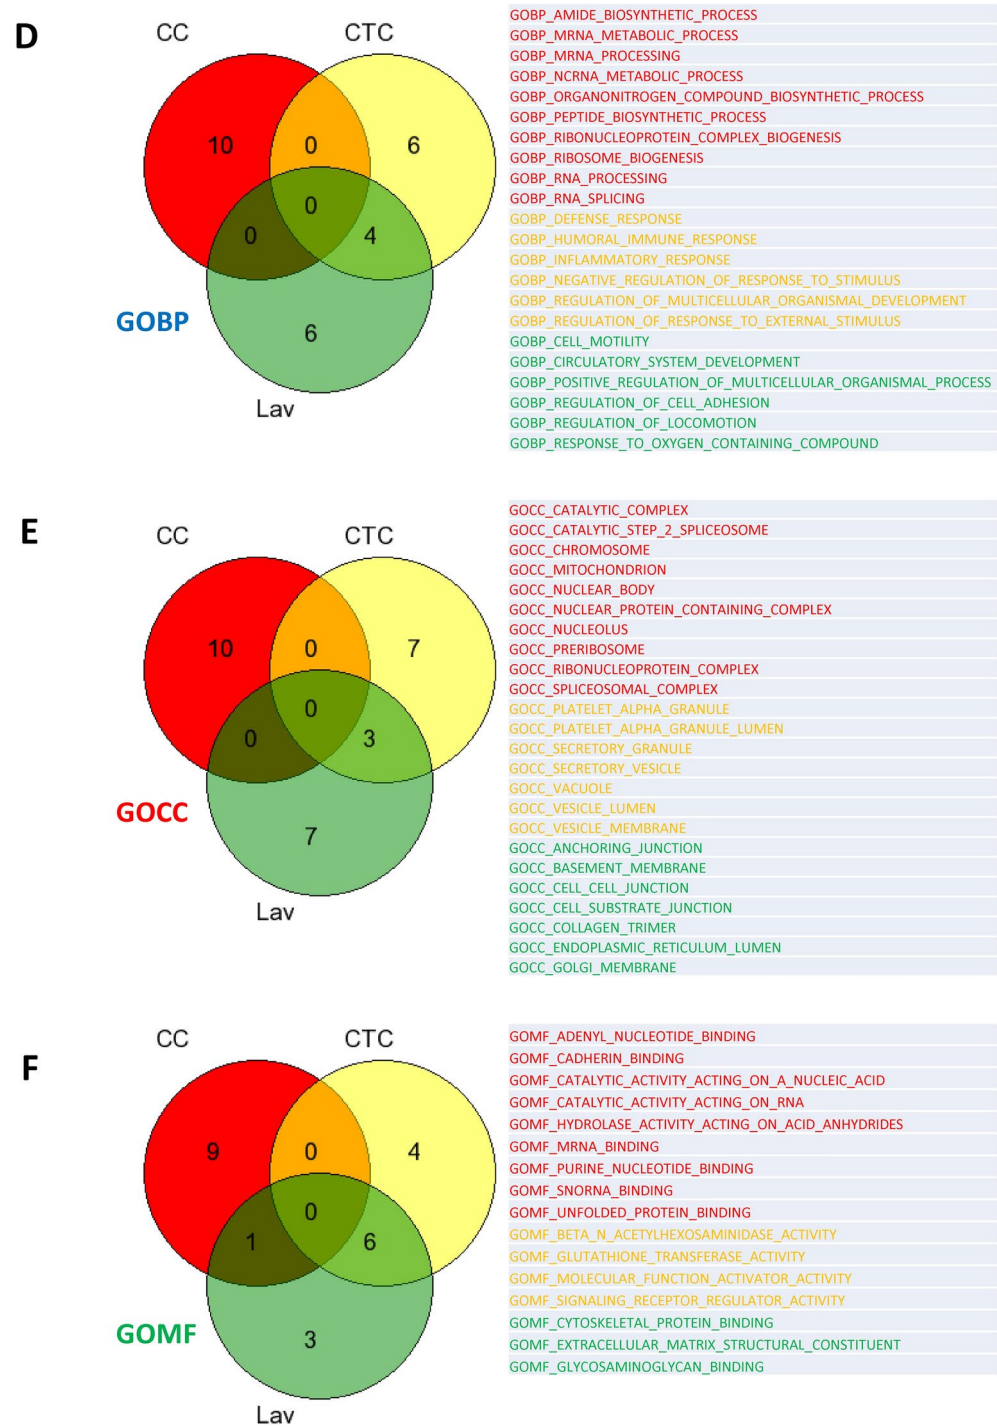 D
CC
CTC
10
0
6
0
0
4
GOBP
6
Lav
GOBP_AMIDE_BIOSYNTHETIC_PROCESS
GOBP_MRNA_METABOLIC_PROCESS
GOBP_MRNA_PROCESSING
GOBP_NCRNA_METABOLIC_PROCESS
GOBP_ORGANONITROGEN_COMPOUND_BIOSYNTHETIC_PROCESS
GOBP_PEPTIDE_BIOSYNTHETIC_PROCESS
GOBP_RIBONUCLEOPROTEIN_COMPLEX_BIOGENESIS
GOBP_RIBOSOME_BIOGENESIS
GOBP_RNA_PROCESSING
GOBP_RNA_SPLICING
GOBP_DEFENSE_RESPONSE
GOBP_HUMORAL_IMMUNE_RESPONSE
GOBP_INFLAMMATORY_RESPONSE
GOBP_NEGATIVE_REGULATION_OF_RESPONSE_TO_STIMULUS
GOBP_REGULATION_OF_MULTICELLULAR_ORGANISMAL_DEVELOPMENT
GOBP_REGULATION_OF_RESPONSE_TO_EXTERNAL_STIMULUS
GOBP_CELL_MOTILITY
GOBP_CIRCULATORY_SYSTEM_DEVELOPMENT
GOBP_POSITIVE_REGULATION_OF_MULTICELLULAR_ORGANISMAL_PROCESS
GOBP_REGULATION_OF_CELL_ADHESION
GOBP_REGULATION_OF_LOCOMOTION
GOBP_RESPONSE_TO_OXYGEN_CONTAINING_COMPOUND
E
CC
CTC
10
0
7
0
0
3
GOCC
7
Lav
GOCC_CATALYTIC_COMPLEX
GOCC_CATALYTIC_STEP_2_SPLICEOSOME
GOCC_CHROMOSOME
GOCC_MITOCHONDRION
GOCC_NUCLEAR_BODY
GOCC_NUCLEAR_PROTEIN_CONTAINING_COMPLEX
GOCC_NUCLEOLUS
GOCC_PRERIBOSOME
GOCC_RIBONUCLEOPROTEIN_COMPLEX
GOCC_SPLICEOSOMAL_COMPLEX
GOCC_PLATELET_ALPHA_GRANULE
GOCC_PLATELET_ALPHA_GRANULE_LUMEN
GOCC_SECRETORY_GRANULE
GOCC_SECRETORY_VESICLE
GOCC_VACUOLE
GOCC_VESICLE_LUMEN
GOCC_VESICLE_MEMBRANE
GOCC_ANCHORING_JUNCTION
GOCC_BASEMENT_MEMBRANE
GOCC_CELL_CELL_JUNCTION
GOCC_CELL_SUBSTRATE_JUNCTION
GOCC_COLLAGEN_TRIMER
GOCC_ENDOPLASMIC_RETICULUM_LUMEN
GOCC_GOLGI_MEMBRANE
F
CC
CTC
9
0
4
0
1
6
GOMF
3
Lav
GOMF_ADENYL_NUCLEOTIDE_BINDING
GOMF_CADHERIN_BINDING
GOMF_CATALYTIC_ACTIVITY_ACTING_ON_A_NUCLEIC_ACID
GOMF_CATALYTIC_ACTIVITY_ACTING_ON_RNA
GOMF_HYDROLASE_ACTIVITY_ACTING_ON_ACID_ANHYDRIDES
GOMF_MRNA_BINDING
GOMF_PURINE_NUCLEOTIDE_BINDING
GOMF_SNORNA_BINDING
GOMF_UNFOLDED_PROTEIN_BINDING
GOMF_BETA_N_ACETYLHEXOSAMINIDASE_ACTIVITY
GOMF_GLUTATHIONE_TRANSFERASE_ACTIVITY
GOMF_MOLECULAR_FUNCTION_ACTIVATOR_ACTIVITY
GOMF_SIGNALING_RECEPTOR_REGULATOR_ACTIVITY
GOMF_CYTOSKELETAL_PROTEIN_BINDING
GOMF_EXTRACELLULAR_MATRIX_STRUCTURAL_CONSTITUENT
GOMF_GLYCOSAMINOGLYCAN_BINDING